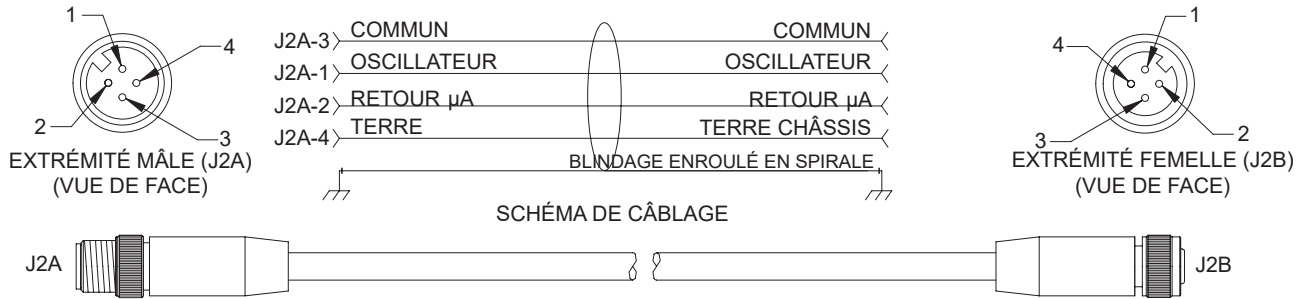 1
4
2
3
EXTRÉMITÉ MÂLE (J2A)
(VUE DE FACE)
J2A-3 COMMUN COMMUN
J2A-1 OSCILLATEUR OSCILLATEUR
J2A-2 RETOUR µA RETOUR µA
J2A-4 TERRE TERRE CHÂSSIS
BLINDAGE ENROULÉ EN SPIRALE
SCHÉMA DE CÂBLAGE
1
4
3
2
EXTRÉMITÉ FEMELLE (J2B)
(VUE DE FACE)
J2A
J2B